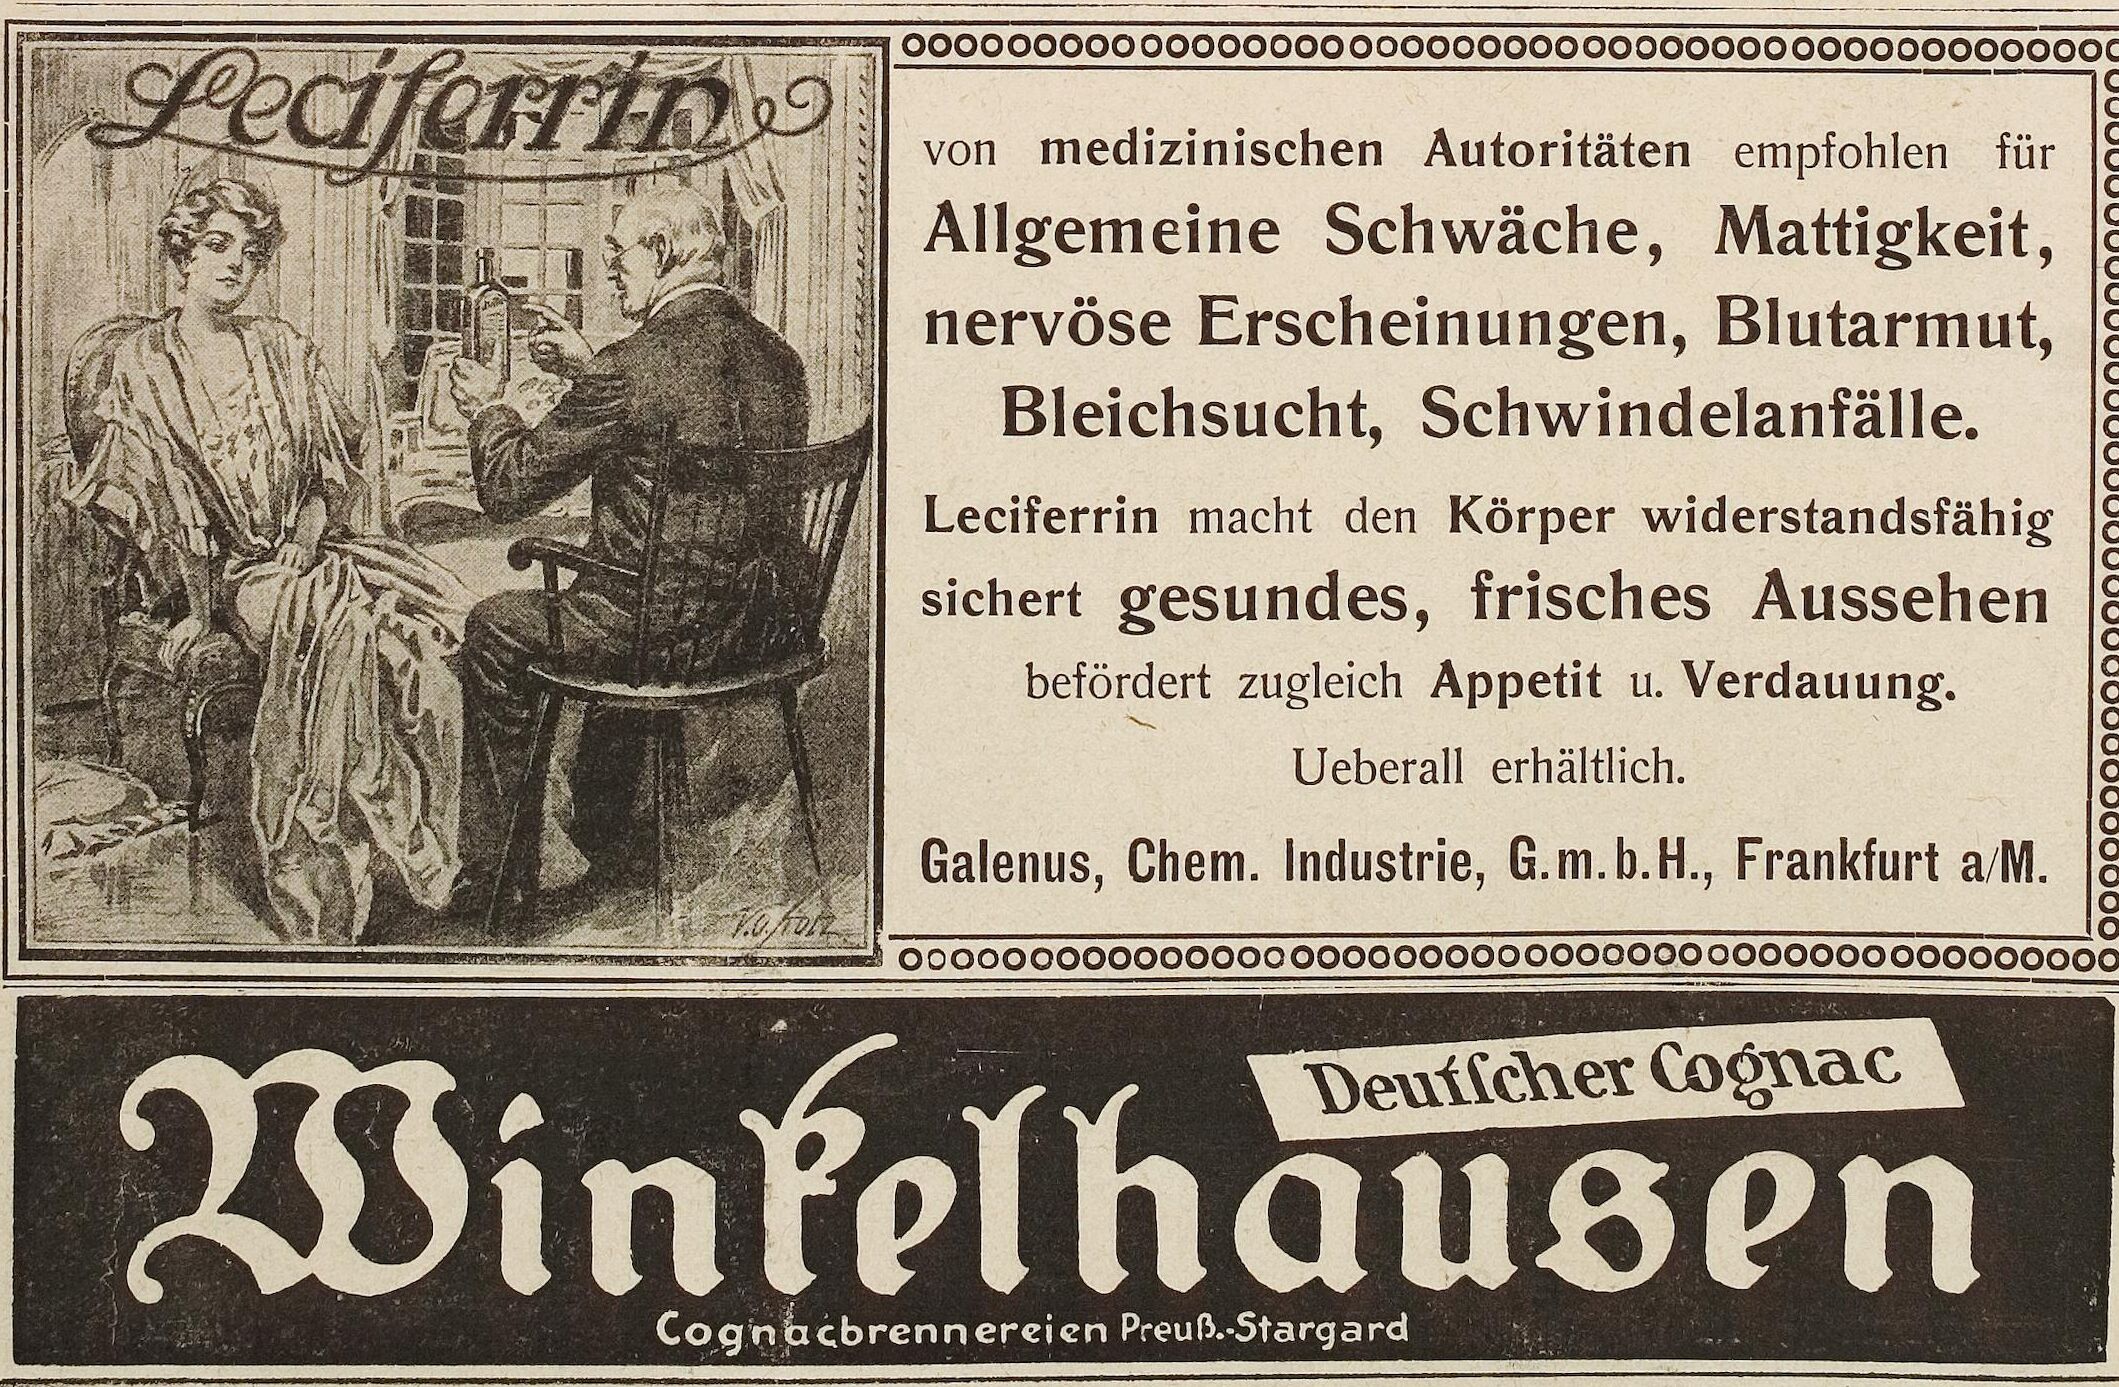 Leciferrin
von medizinischen Autoritäten empfohlen für
Allgemeine Schwäche, Mattigkeit,
nervöse Erscheinungen, Blutarmut,
Bleichsucht, Schwindelanfälle.
Leciferrin macht den Körper widerstandsfähig
sichert gesundes, frisches Aussehen
befördert zugleich Appetit u. Verdauung.
Ueberall erhältlich.
Galenus, Chem. Industrie, G.m.b.H., Frankfurt a/M.
V.O. Stolz
Deutſcher Cognac
Winkelhausen
Cognacbrennereien Preuß.-Stargard